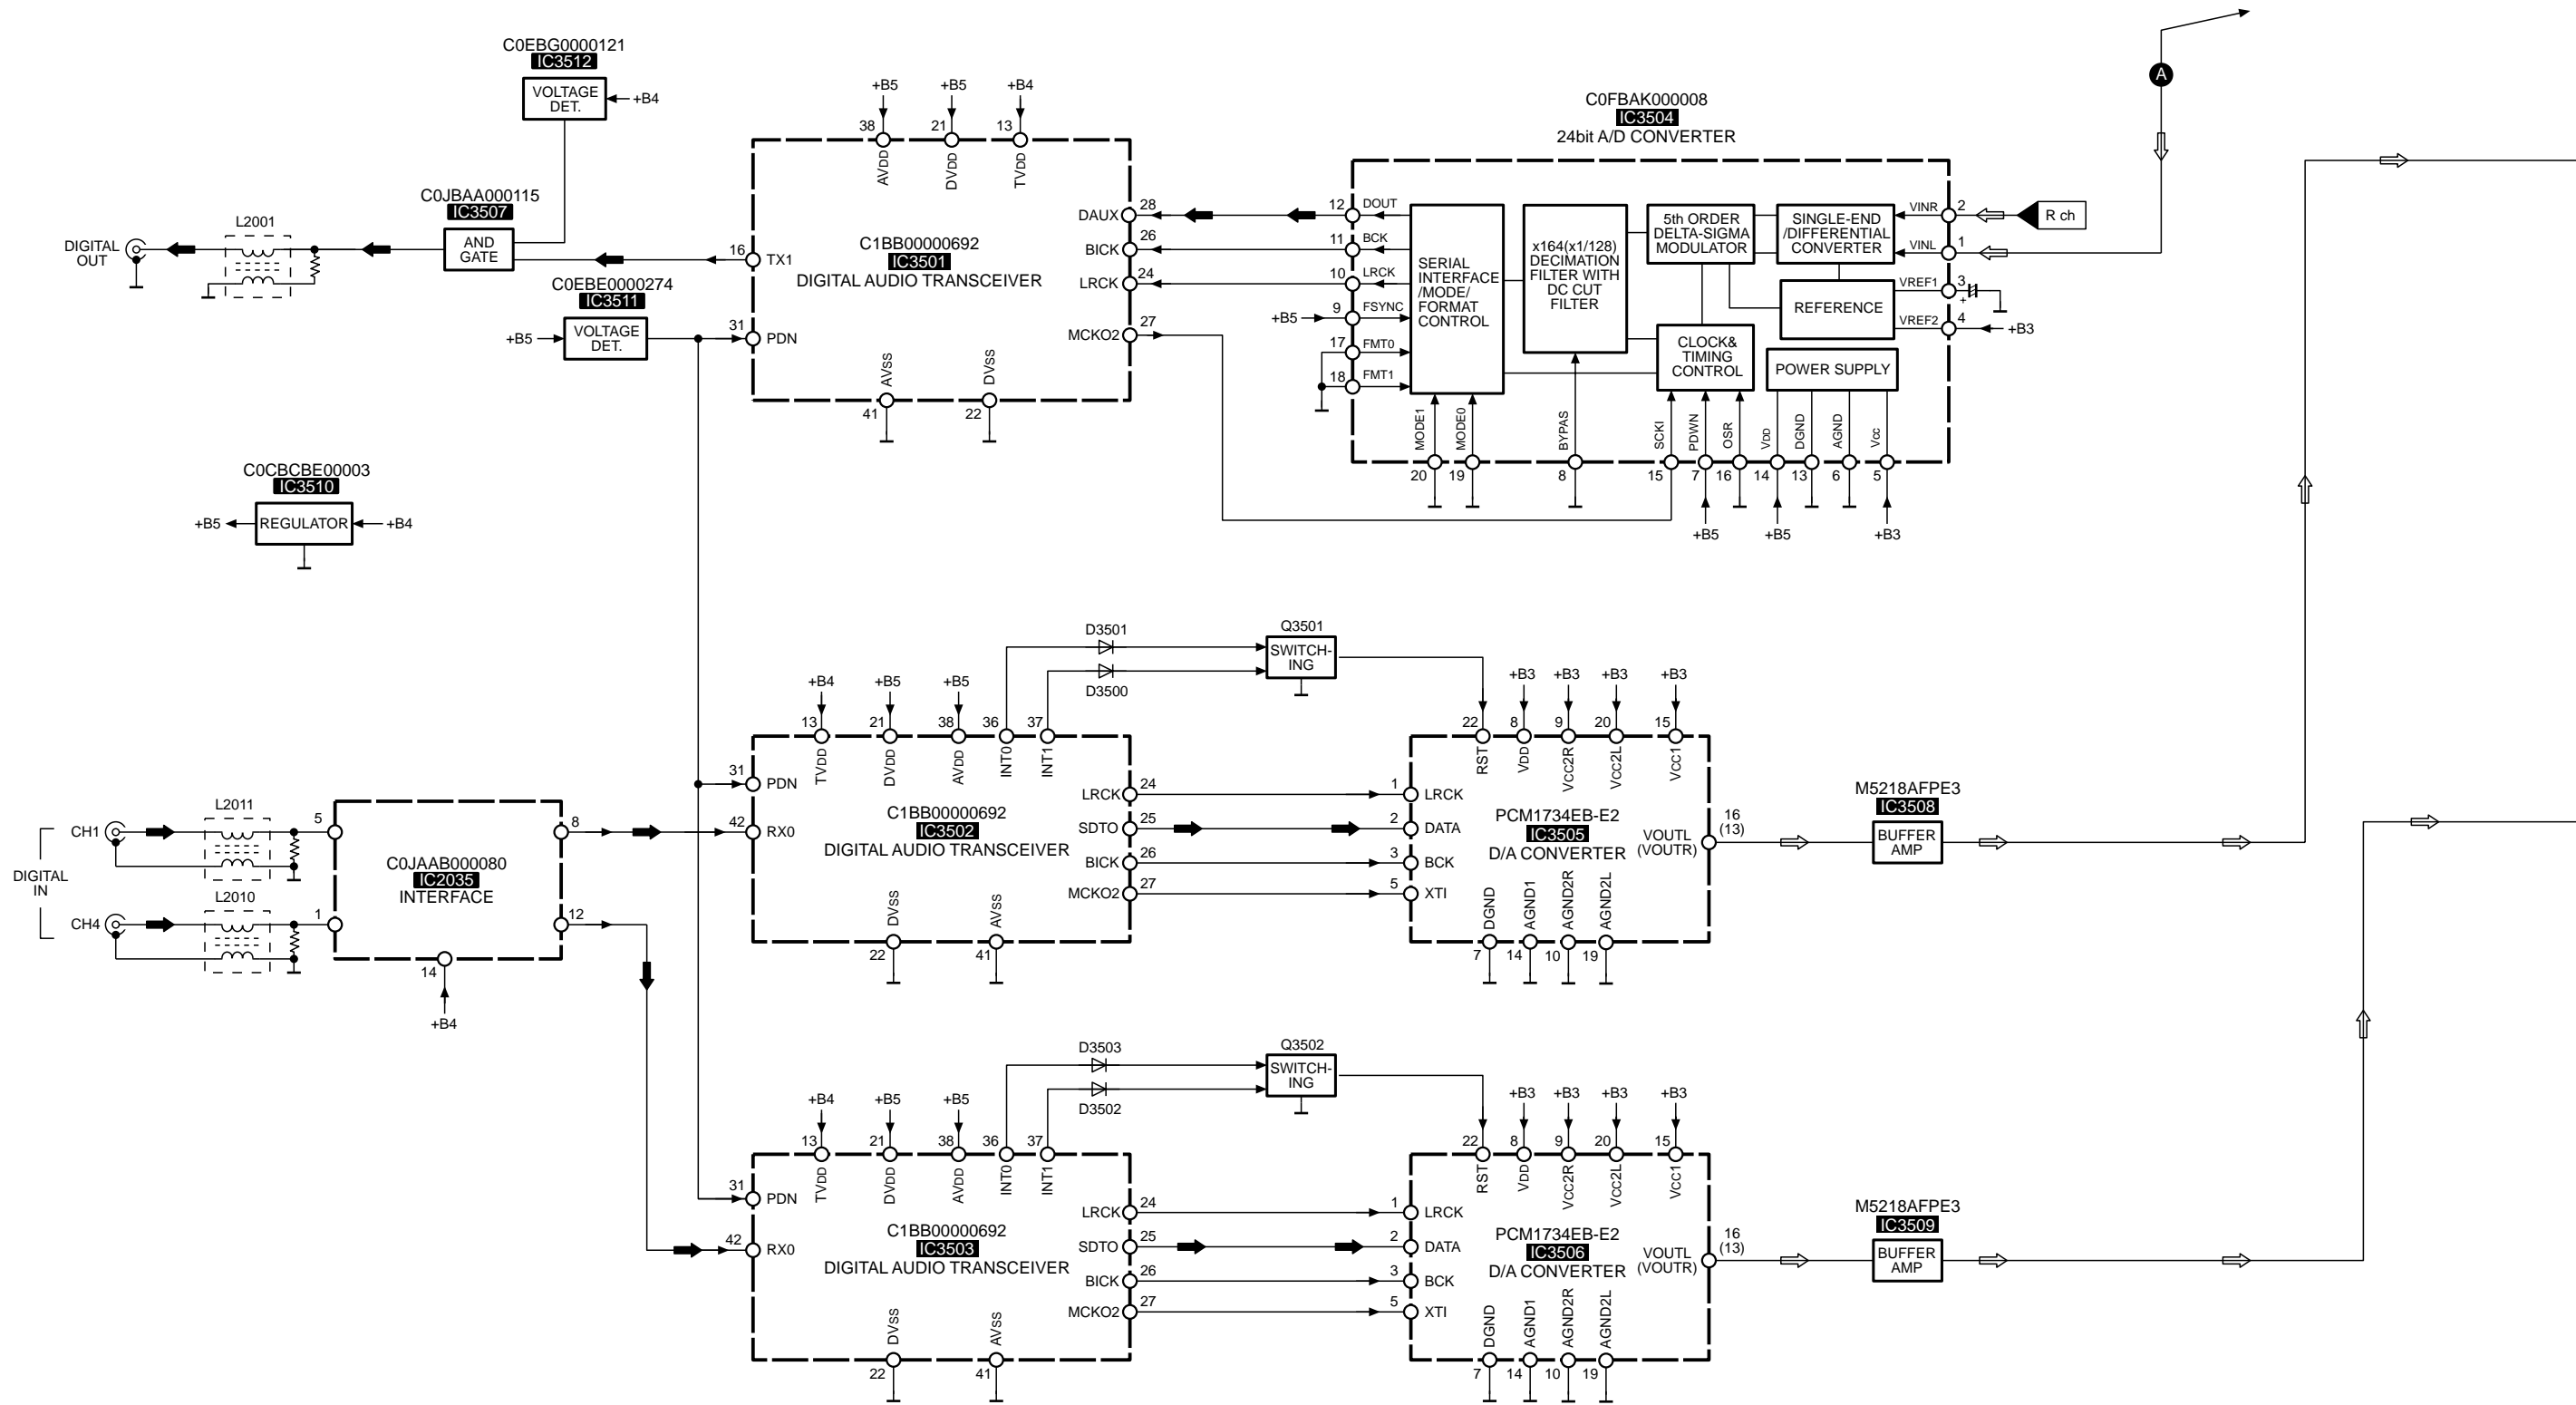 C0EBG0000121
IC3512
VOLTAGE
DET.
+B4
C0JBAA000115
IC3507
AND
GATE
L2001
DIGITAL
OUT
C0EBE0000274
IC3511
+B5
VOLTAGE
DET.
+B5
+B5
+B4
38
21
13
AVDD
DVDD
TVDD
16
TX1
31
PDN
C1BB00000692
IC3501
DIGITAL AUDIO TRANSCEIVER
DAUX
28
BICK
26
LRCK
24
MCKO2
27
AVSS
DVSS
41
22
C0FBAK000008
IC3504
24bit A/D CONVERTER
12
DOUT
11
BCK
10
LRCK
+B5
9
FSYNC
17
FMT0
18
FMT1
SERIAL
INTERFACE
/MODE/
FORMAT
CONTROL
x164(x1/128)
DECIMATION
FILTER WITH
DC CUT
FILTER
5th ORDER
DELTA-SIGMA
MODULATOR
SINGLE-END
/DIFFERENTIAL
CONVERTER
REFERENCE
CLOCK&
TIMING
CONTROL
POWER SUPPLY
VINR
2
R ch
VINL
1
VREF1
3
+
VREF2
4
+B3
A
MODE1
MODE0
BYPAS
SCKI
PDWN
OSR
VDD
DGND
AGND
Vcc
20
19
8
15
7
16
14
13
6
5
+B5
+B5
+B3
C0CBCBE00003
IC3510
+B5
REGULATOR
+B4
D3501
D3500
Q3501
SWITCH-
ING
+B4
+B5
+B5
13
21
38
36
37
TVDD
DVDD
AVDD
INT0
INT1
31
PDN
42
RX0
C1BB00000692
IC3502
DIGITAL AUDIO TRANSCEIVER
LRCK
24
SDTO
25
BICK
26
MCKO2
27
DVSS
AVSS
22
41
+B3
+B3
+B3
+B3
22
8
9
20
15
RST
VDD
VCC2R
VCC2L
VCC1
1
LRCK
2
DATA
3
BCK
5
XTI
PCM1734EB-E2
IC3505
D/A CONVERTER
VOUTL
(VOUTR)
16
(13)
DGND
AGND1
AGND2R
AGND2L
7
14
10
19
M5218AFPE3
IC3508
BUFFER
AMP
DIGITAL
IN
CH1
L2011
5
CH4
L2010
1
C0JAAB000080
IC2035
INTERFACE
8
12
14
+B4
D3503
D3502
Q3502
SWITCH-
ING
+B4
+B5
+B5
13
21
38
36
37
TVDD
DVDD
AVDD
INT0
INT1
31
PDN
42
RX0
C1BB00000692
IC3503
DIGITAL AUDIO TRANSCEIVER
LRCK
24
SDTO
25
BICK
26
MCKO2
27
DVSS
AVSS
22
41
+B3
+B3
+B3
+B3
22
8
9
20
15
RST
VDD
VCC2R
VCC2L
VCC1
1
LRCK
2
DATA
3
BCK
5
XTI
PCM1734EB-E2
IC3506
D/A CONVERTER
VOUTL
(VOUTR)
16
(13)
DGND
AGND1
AGND2R
AGND2L
7
14
10
19
M5218AFPE3
IC3509
BUFFER
AMP